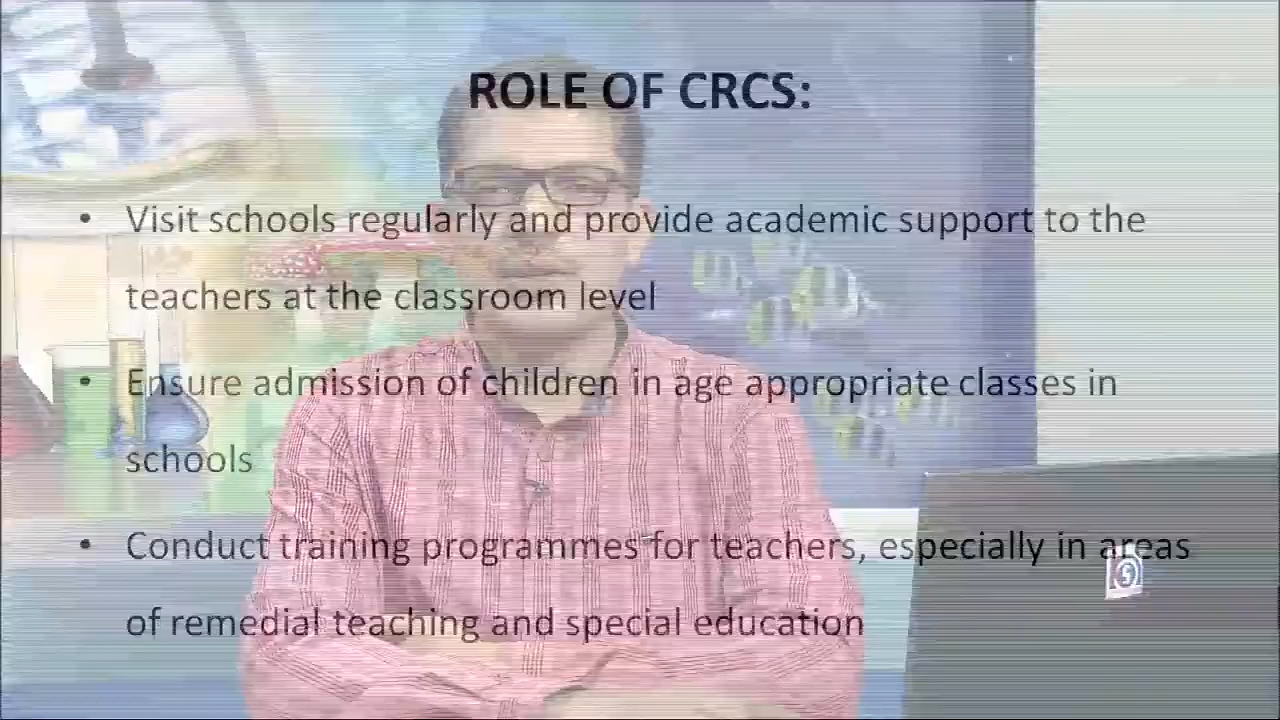 ROLE OF CRCS:
• Visit schools regularly and provide academic support to the
teachers at the classroom level
• Ensure admission of children in age appropriate classes in
schools
• Conduct training programmes for teachers, especially in areas
of remedial teaching and special education